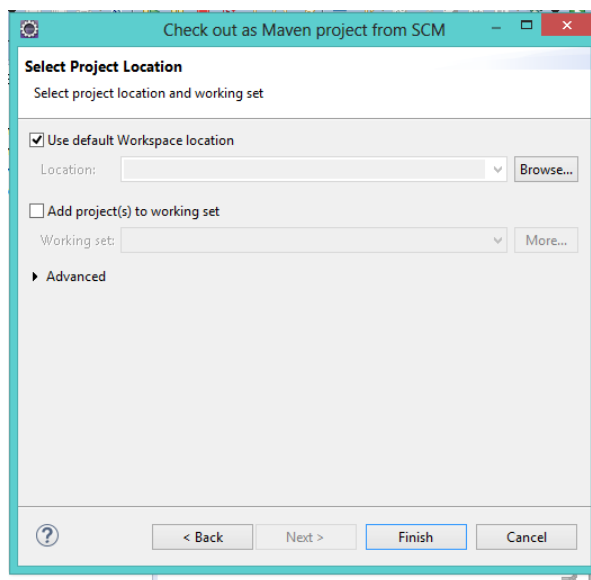 Check out as Maven project from SCM
Select Project Location
Select project location and working set
Use default Workspace location
Location:
Browse...
Add project(s) to working set
Working set:
More...
Advanced
?
< Back
Next >
Finish
Cancel